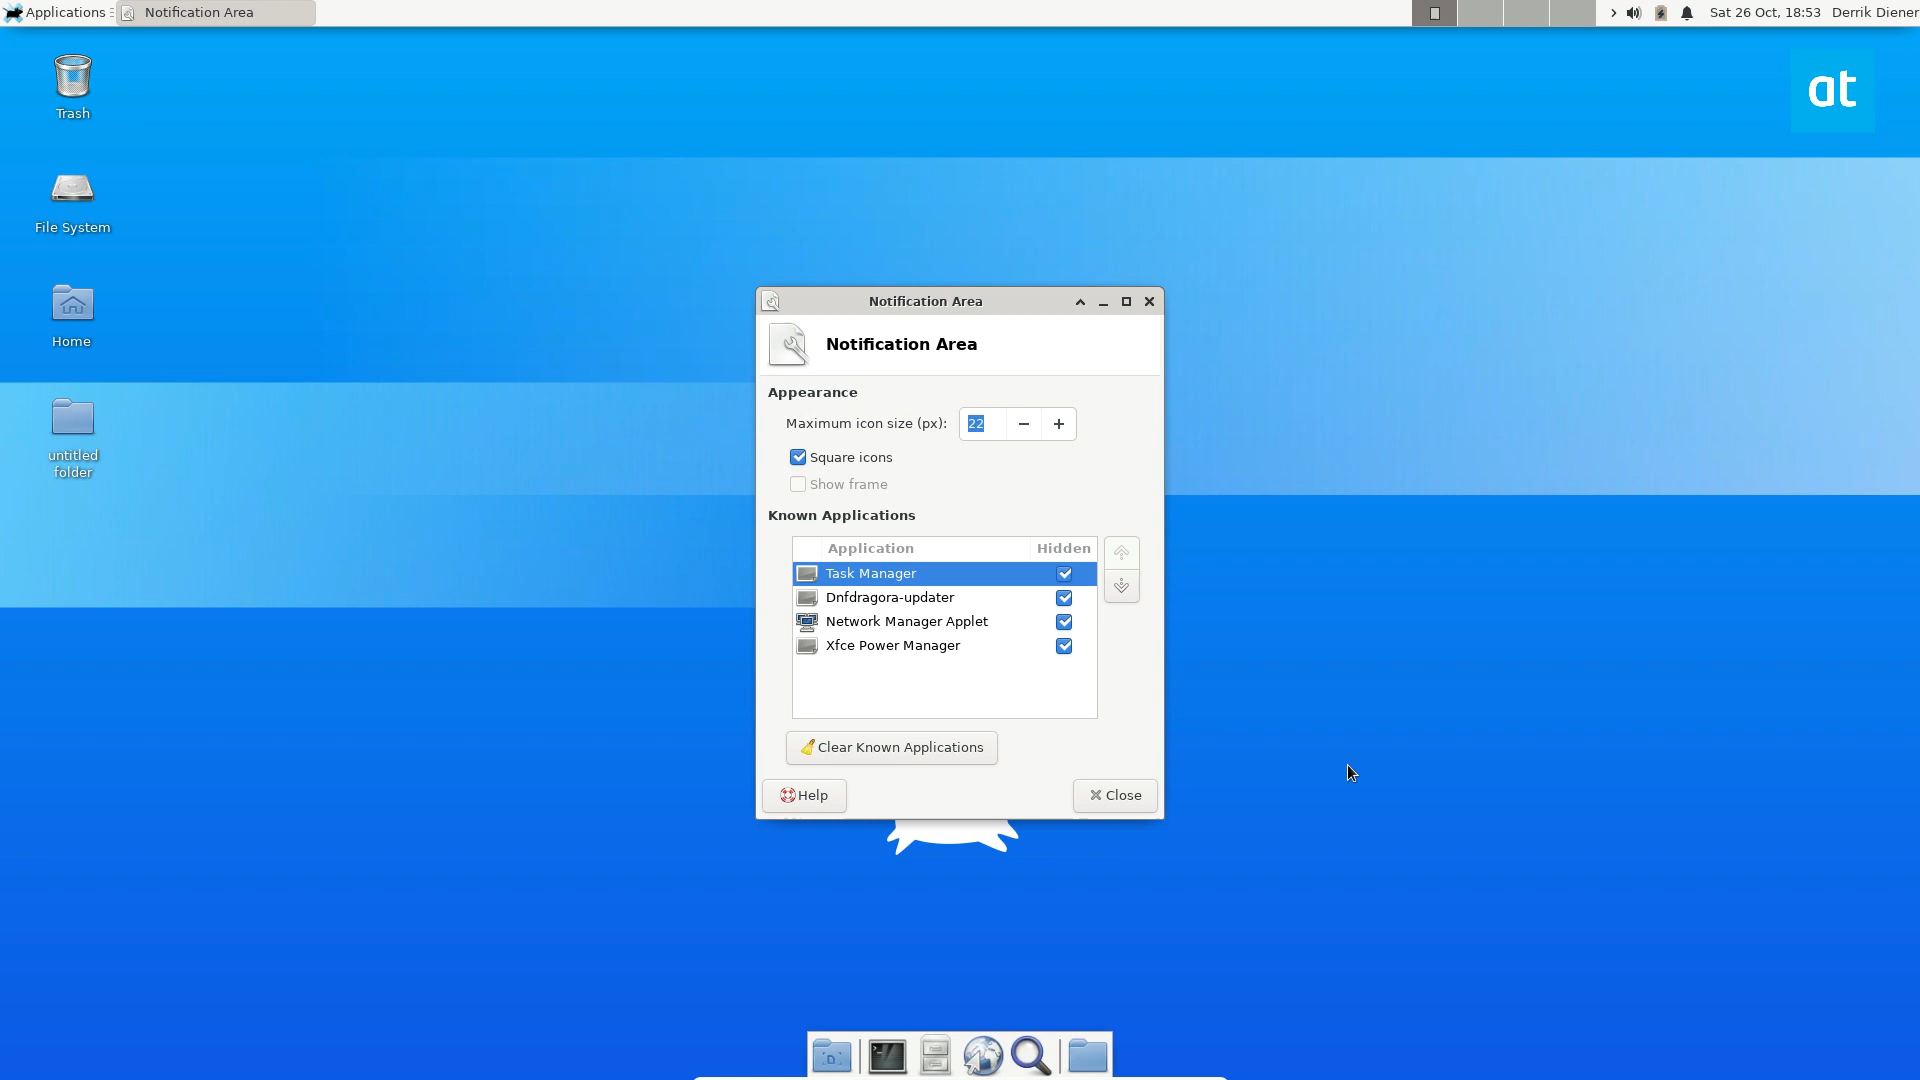 Applications
Notification Area
Sat 26 Oct, 18:53
Derrik Diener
at
Trash
File System
Home
untitled
folder
Notification Area
Notification Area
Appearance
Maximum icon size (px):
22
Square icons
Show frame
Known Applications
Application
Hidden
Task Manager
Dnfdragora-updater
Network Manager Applet
Xfce Power Manager
Clear Known Applications
Help
Close